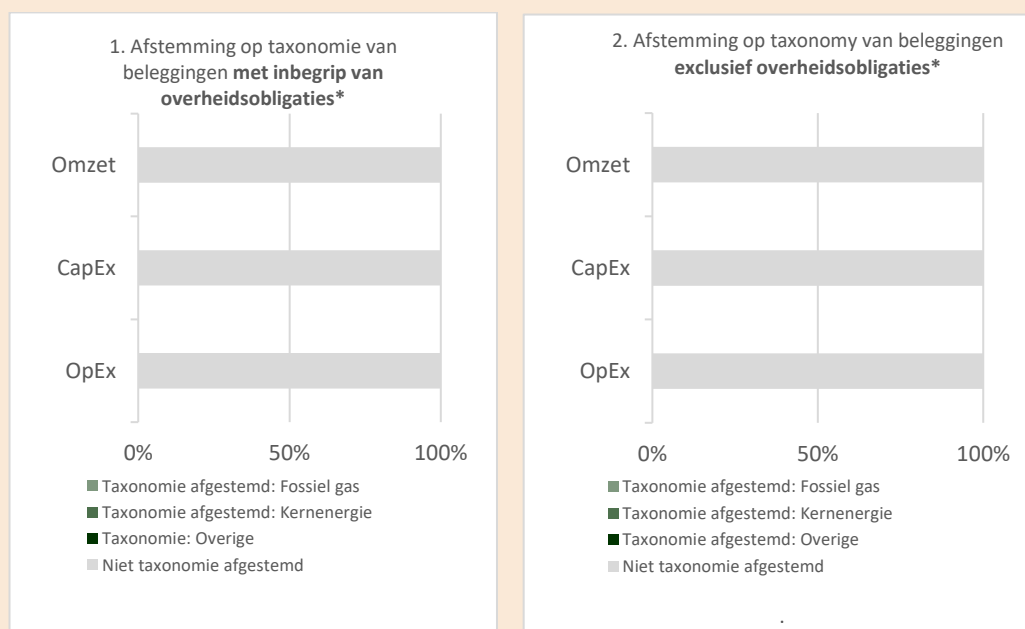 1. Afstemming op taxonomie van
beleggingen met inbegrip van
overheidsobligaties*
Omzet
CapEx
OpEx
0% 50% 100%
Taxonomie afgestemd: Fossiel gas
Taxonomie afgestemd: Kernenergie
Taxonomie: Overige
Niet taxonomie afgestemd
2. Afstemming op taxonomy van beleggingen
exclusief overheidsobligaties*
Omzet
CapEx
OpEx
0% 50% 100%
Taxonomie afgestemd: Fossiel gas
Taxonomie afgestemd: Kernenergie
Taxonomie afgestemd: Overige
Niet taxonomie afgestemd
.